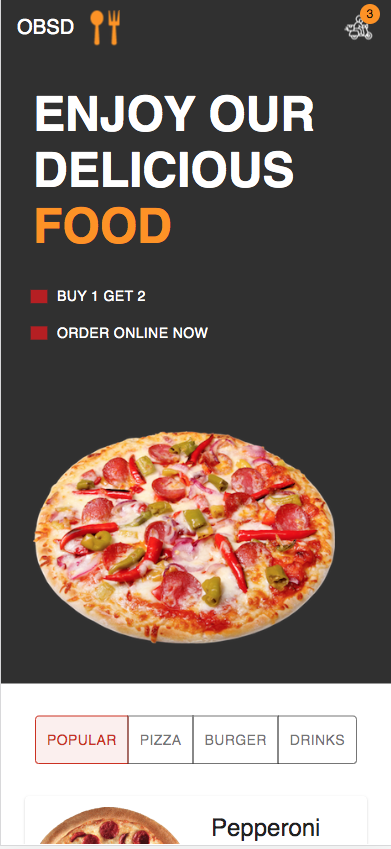 OBSD
3
ENJOY OUR
DELICIOUS
FOOD
BUY 1 GET 2
ORDER ONLINE NOW
POPULAR PIZZA BURGER DRINKS
Pepperoni